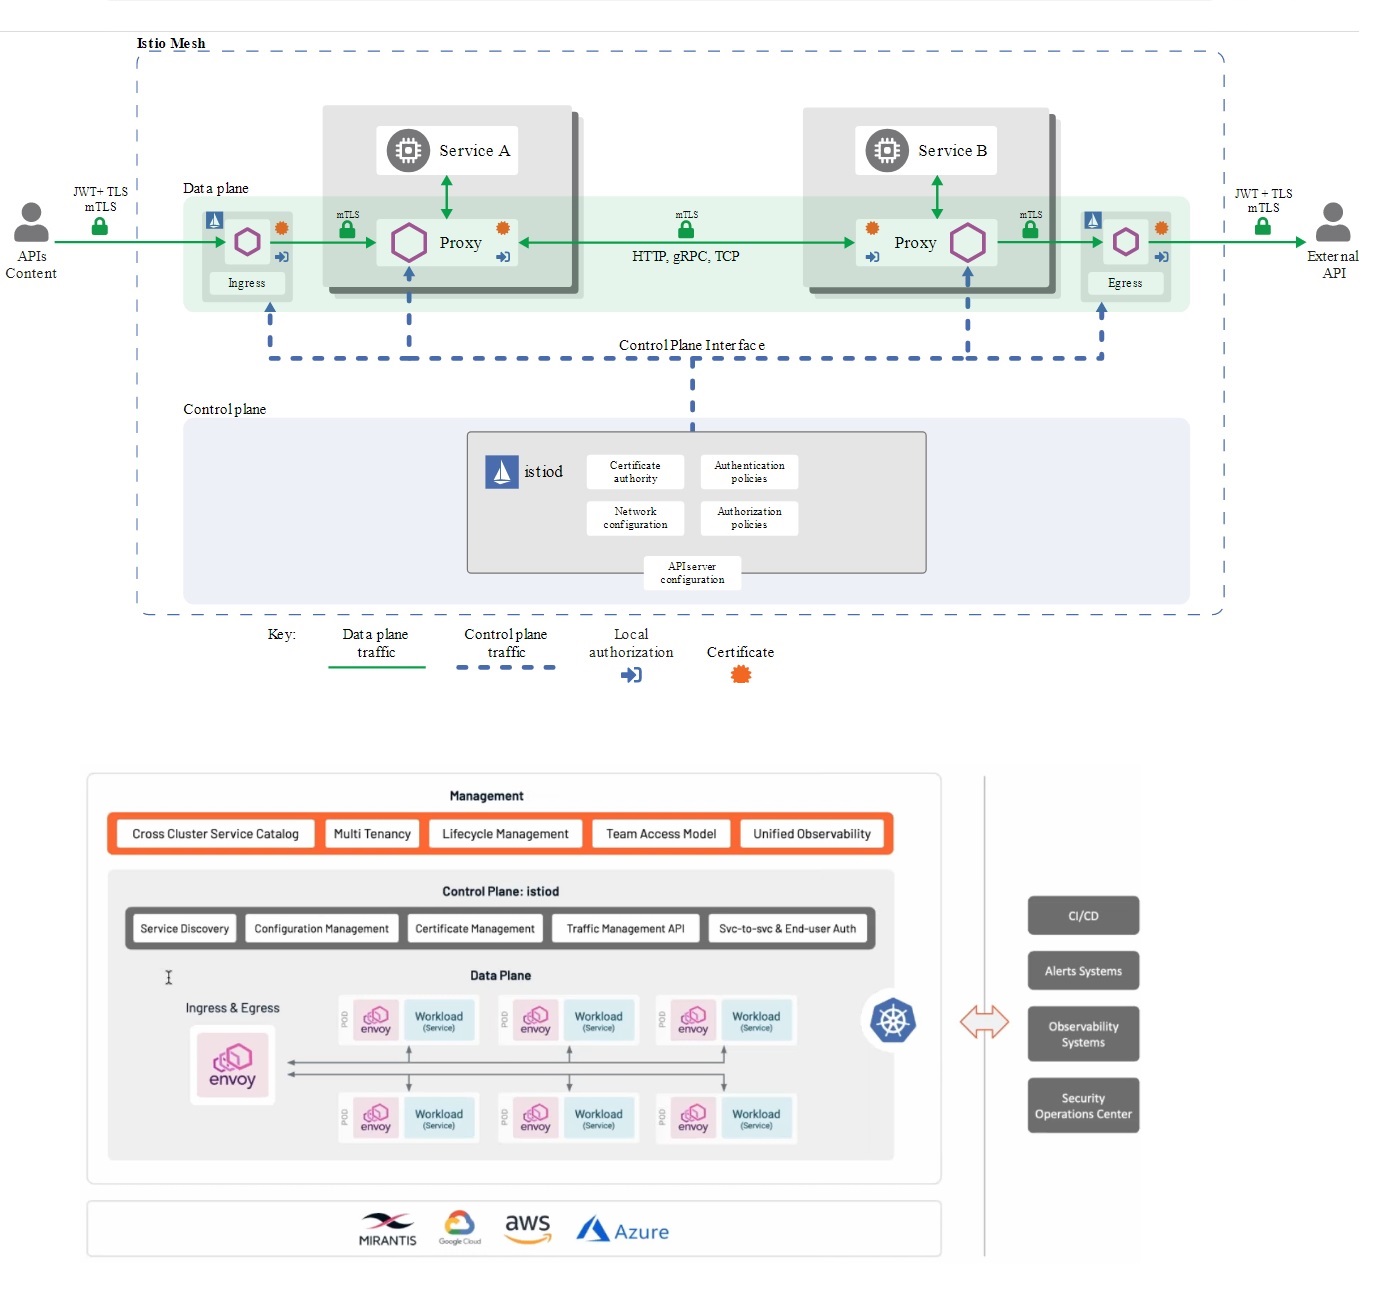 Istio Mesh
Service A
Service B
Data plane
JWT+ TLS
mTLS
JWT + TLS
mTLS
mTLS
mTLS
mTLS
Proxy
Proxy
HTTP, gRPC, TCP
APIs
Content
External
API
Ingress
Egress
Control Plane Interface
Control plane
istiod
Certificate
authority
Authentication
policies
Network
configuration
Authorization
policies
API server
configuration
Key:
Data plane
traffic
Control plane
traffic
Local
authorization
Certificate
Management
Cross Cluster Service Catalog
Multi Tenancy
Lifecycle Management
Team Access Model
Unified Observability
Control Plane: istiod
Service Discovery
Configuration Management
Certificate Management
Traffic Management API
Svc-to-svc & End-user Auth
Data Plane
Ingress & Egress
envoy
POD
envoy
Workload
(Service)
POD
envoy
Workload
(Service)
POD
envoy
Workload
(Service)
POD
envoy
Workload
(Service)
POD
envoy
Workload
(Service)
POD
envoy
Workload
(Service)
CI/CD
Alerts Systems
Observability
Systems
Security
Operations Center
MIRANTIS
Google Cloud
aws
Azure